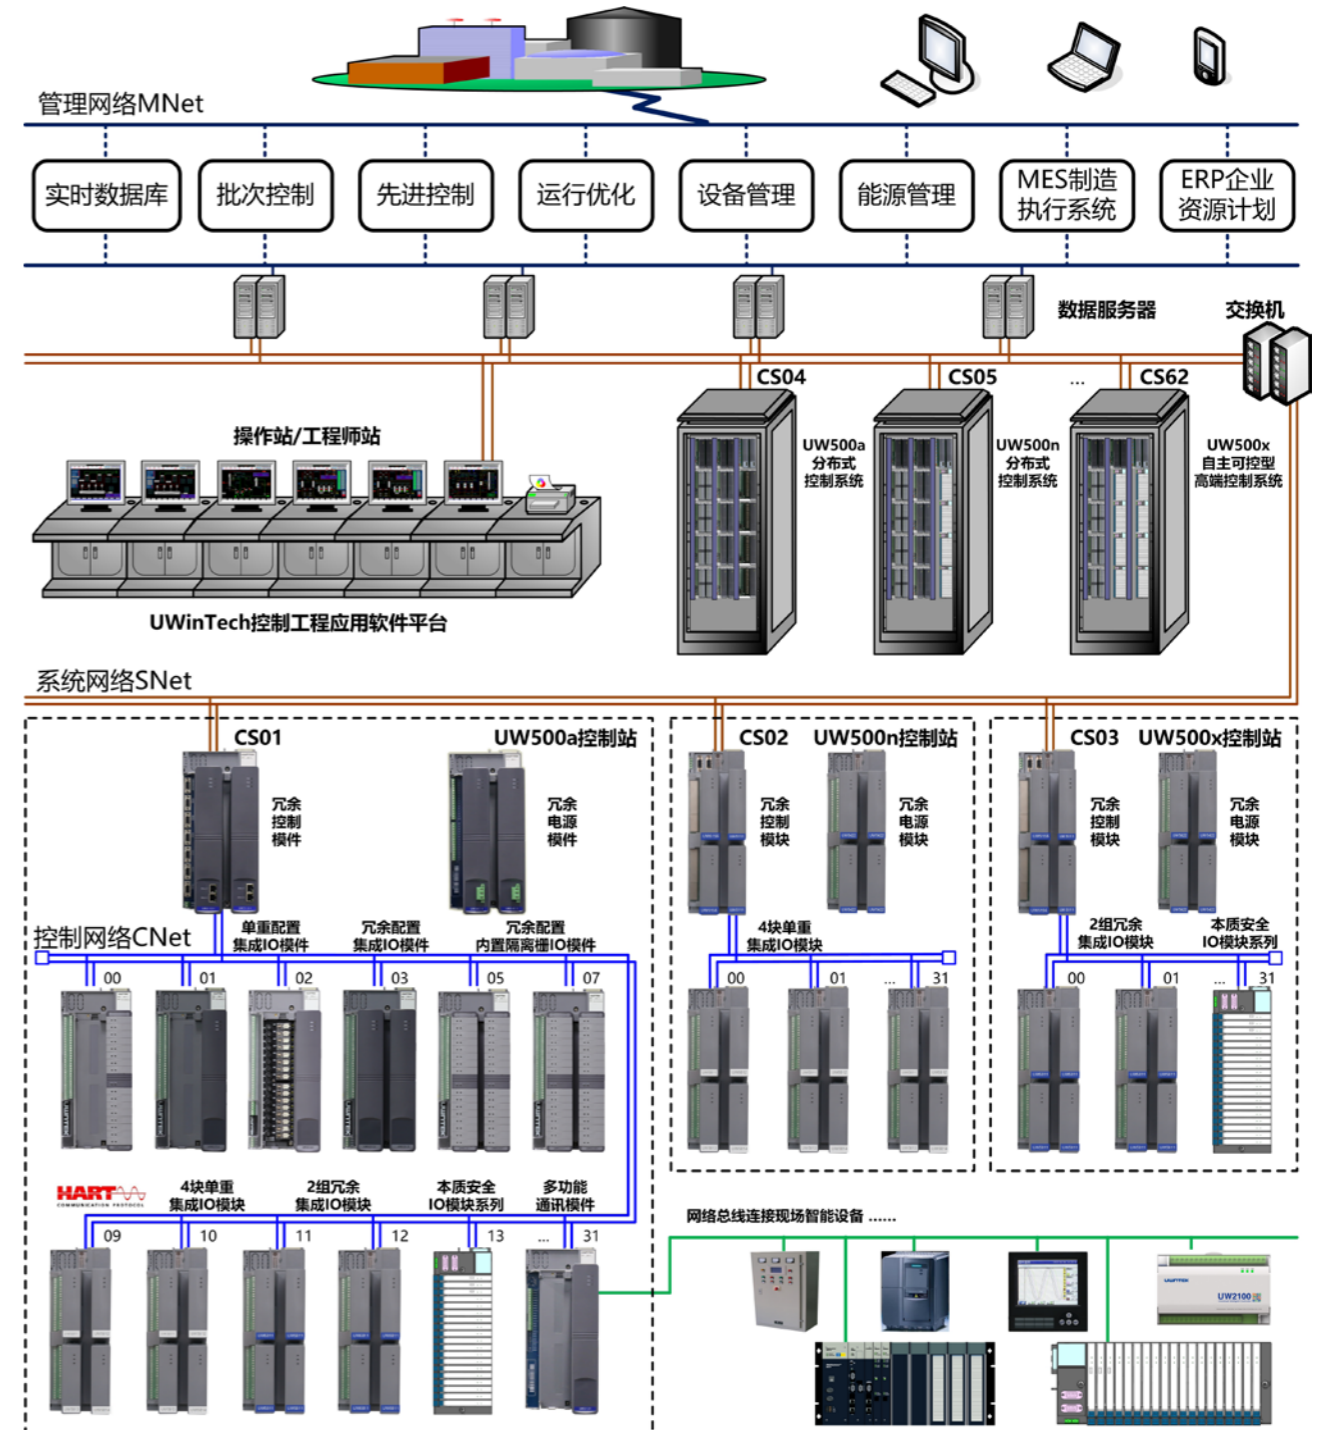 管理网络MNet
实时数据库
批次控制
先进控制
运行优化
设备管理
能源管理
MES制造
执行系统
ERP企业
资源计划
数据服务器
交换机
CS04
CS05
...
CS62
操作站/工程师站
UW500a
分布式
控制系统
UW500n
分布式
控制系统
UW500x
自主可控型
高端控制系统
UWinTech控制工程应用软件平台
系统网络SNet
CS01
UW500a控制站
CS02
UW500n控制站
CS03
UW500x控制站
冗余
控制
模件
冗余
电源
模件
冗余
控制
模块
冗余
电源
模块
冗余
控制
模块
冗余
电源
模块
控制网络CNet
单重配置
集成IO模件
冗余配置
集成IO模件
冗余配置
内置隔离栅IO模件
4块单重
集成IO模块
2组冗余
集成IO模块
本质安全
IO模块系列
00
01
02
03
05
07
00
01
...
31
00
01
...
31
HART
COMMUNICATION PROTOCOL
4块单重
集成IO模块
2组冗余
集成IO模块
本质安全
IO模块系列
多功能
通讯模件
09
10
11
12
13
...
31
网络总线连接现场智能设备 ......
UW2100